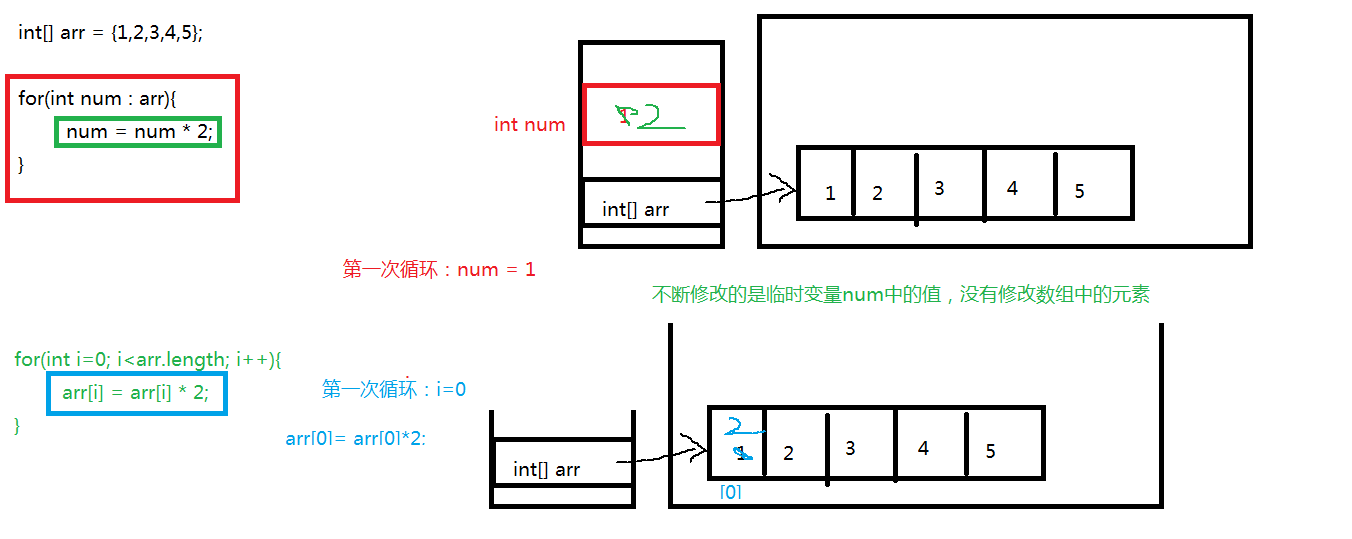 int[] arr = {1,2,3,4,5};
for(int num : arr){
num = num * 2;
}
int num
1 2
int[] arr
1 2 3 4 5
第一次循环：num = 1
不断修改的是临时变量num中的值，没有修改数组中的元素
for(int i=0; i<arr.length; i++){
arr[i] = arr[i] * 2;
}
第一次循环：i=0
arr[0]= arr[0]*2:
int[] arr
2
1 2 3 4 5
[0]